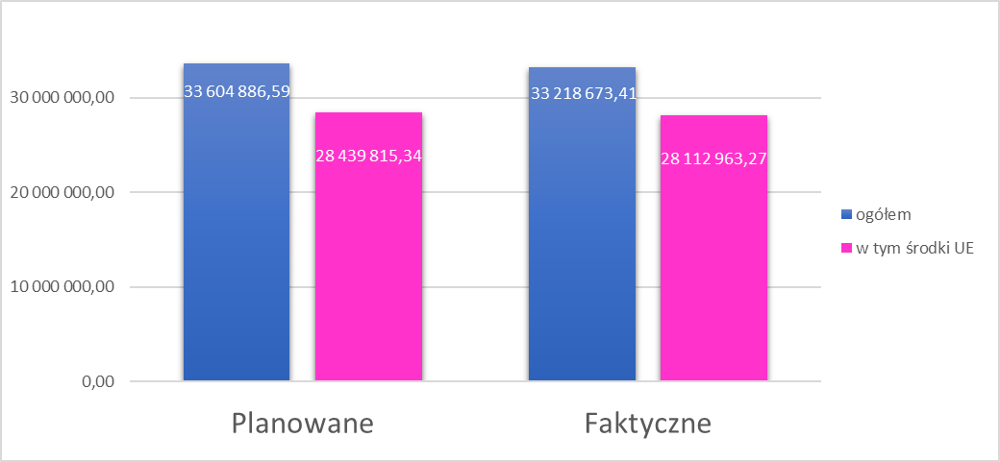 30 000 000,00
20 000 000,00
10 000 000,00
0,00
33 604 886,59
28 439 815,34
33 218 673,41
28 112 963,27
Planowane
Faktyczne
ogółem
w tym środki UE